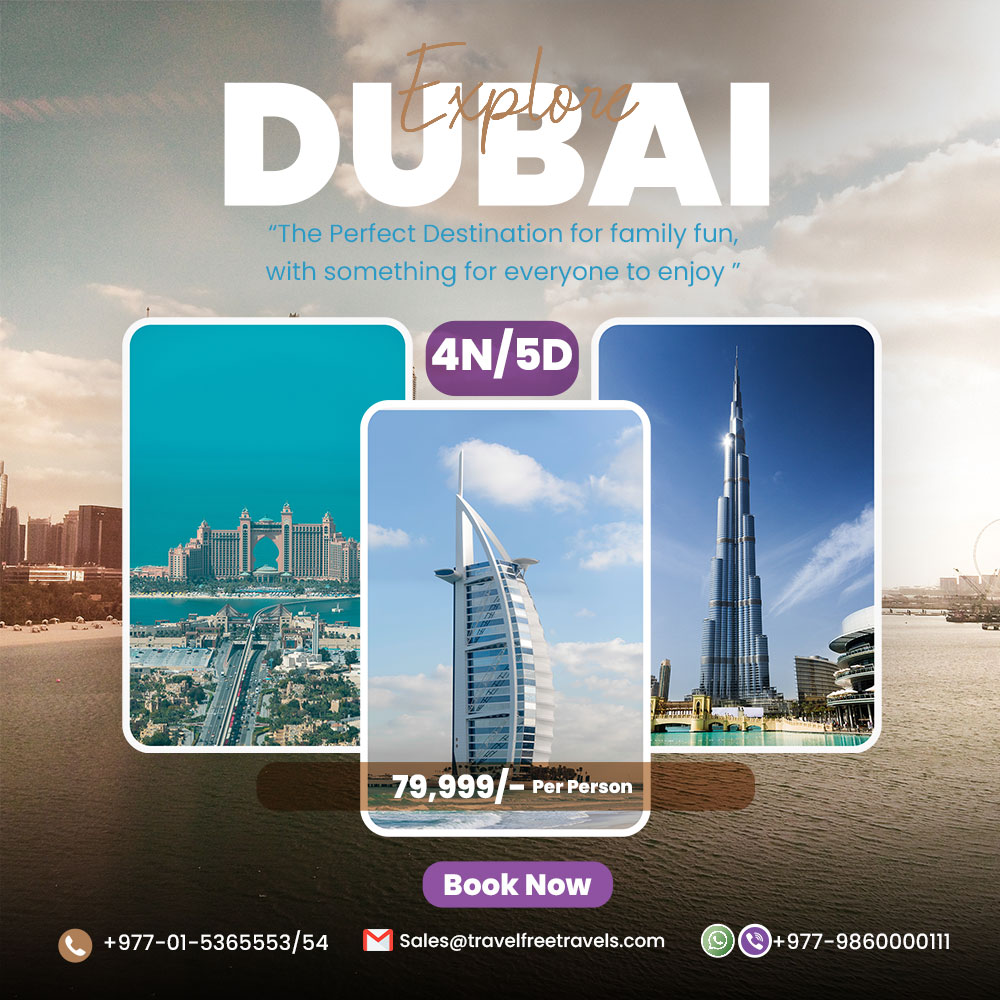 Explore
DUBAI
“The Perfect Destination for family fun,
with something for everyone to enjoy ”
4N/5D
79,999/- Per Person
Book Now
+977-01-5365553/54
Sales@travelfreetravels.com
+977-9860000111